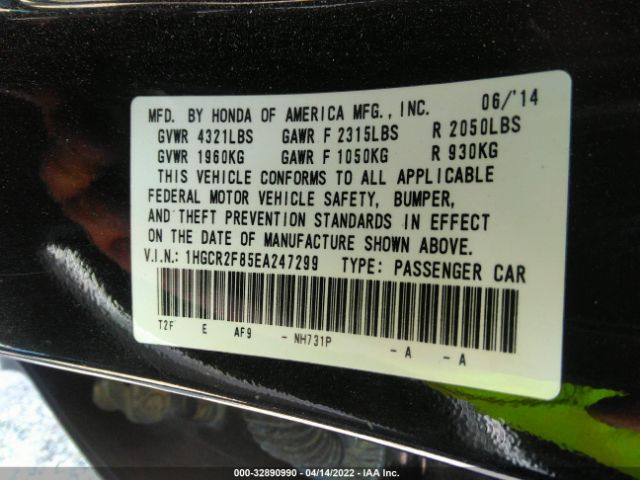 MFD. BY HONDA OF AMERICA MFG., INC. 06/'14
GVWR 4321LBS GAWR F 2315LBS R 2050LBS
GVWR 1960KG GAWR F 1050KG R 930KG
THIS VEHICLE CONFORMS TO ALL APPLICABLE
FEDERAL MOTOR VEHICLE SAFETY, BUMPER,
AND THEFT PREVENTION STANDARDS IN EFFECT
ON THE DATE OF MANUFACTURE SHOWN ABOVE.
V.I.N.: 1HGCR2F85EA247299 TYPE: PASSENGER CAR
T2F E AF9 - NH731P - A - A
000-32890990 - 04/14/2022 - IAA Inc.